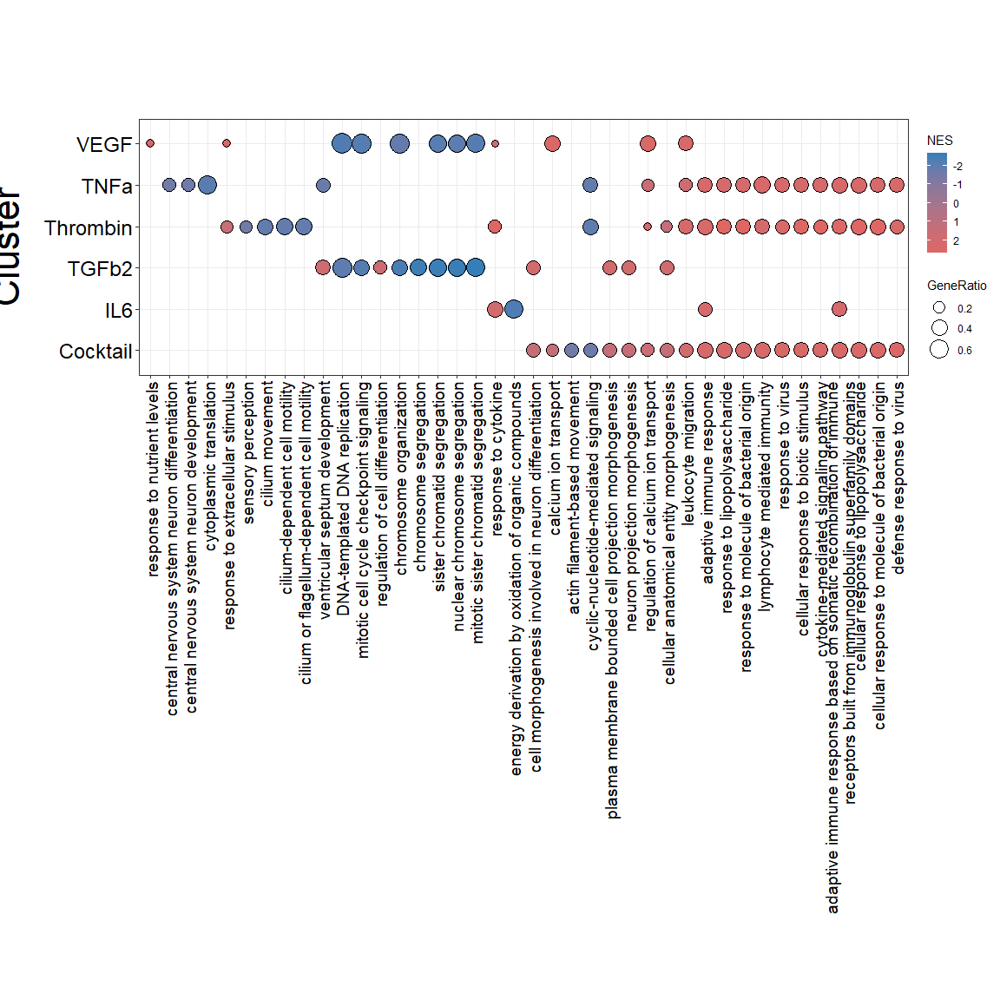 Cluster
VEGF
TNFa
Thrombin
TGFb2
IL6
Cocktail
response to nutrient levels
central nervous system neuron differentiation
central nervous system neuron development
cytoplasmic translation
response to extracellular stimulus
sensory perception
cilium movement
cilium-dependent cell motility
cilium or flagellum-dependent cell motility
ventricular septum development
DNA-templated DNA replication
mitotic cell cycle checkpoint signaling
regulation of cell differentiation
chromosome organization
chromosome segregation
sister chromatid segregation
nuclear chromosome segregation
mitotic sister chromatid segregation
response to cytokine
energy derivation by oxidation of organic compounds
cell morphogenesis involved in neuron differentiation
calcium ion transport
actin filament-based movement
cyclic-nucleotide-mediated signaling
plasma membrane bounded cell projection morphogenesis
neuron projection morphogenesis
regulation of calcium ion transport
cellular anatomical entity morphogenesis
leukocyte migration
adaptive immune response
response to lipopolysaccharide
response to molecule of bacterial origin
lymphocyte mediated immunity
response to virus
cellular response to biotic stimulus
cytokine-mediated signaling pathway
adaptive immune response based on somatic recombination of immune
receptors built from immunoglobulin superfamily domains
cellular response to lipopolysaccharide
cellular response to molecule of bacterial origin
defense response to virus
NES
-2
-1
0
1
2
GeneRatio
0.2
0.4
0.6